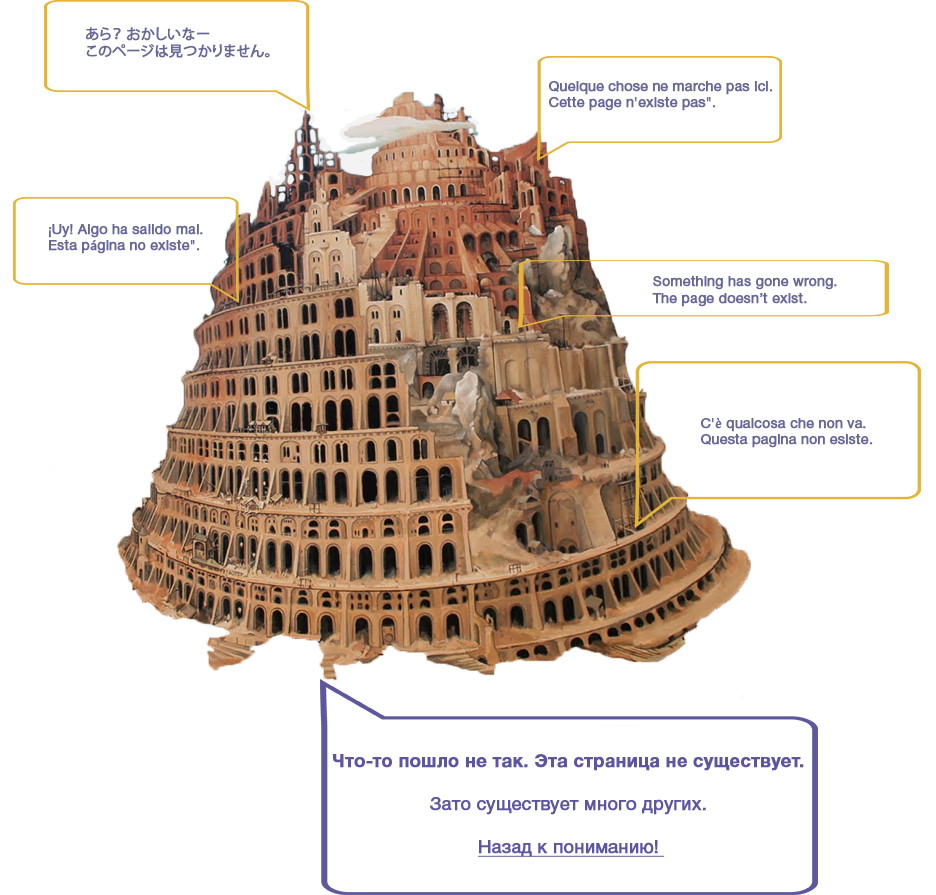 あら? おかしいなー
このページは見つかりません。
Quelque chose ne marche pas ici.
Cette page n'existe pas".
¡Uy! Algo ha salido mal.
Esta página no existe".
Something has gone wrong.
The page doesn’t exist.
C'è qualcosa che non va.
Questa pagina non esiste.
Что-то пошло не так. Эта страница не существует.
Зато существует много других.
Назад к пониманию!